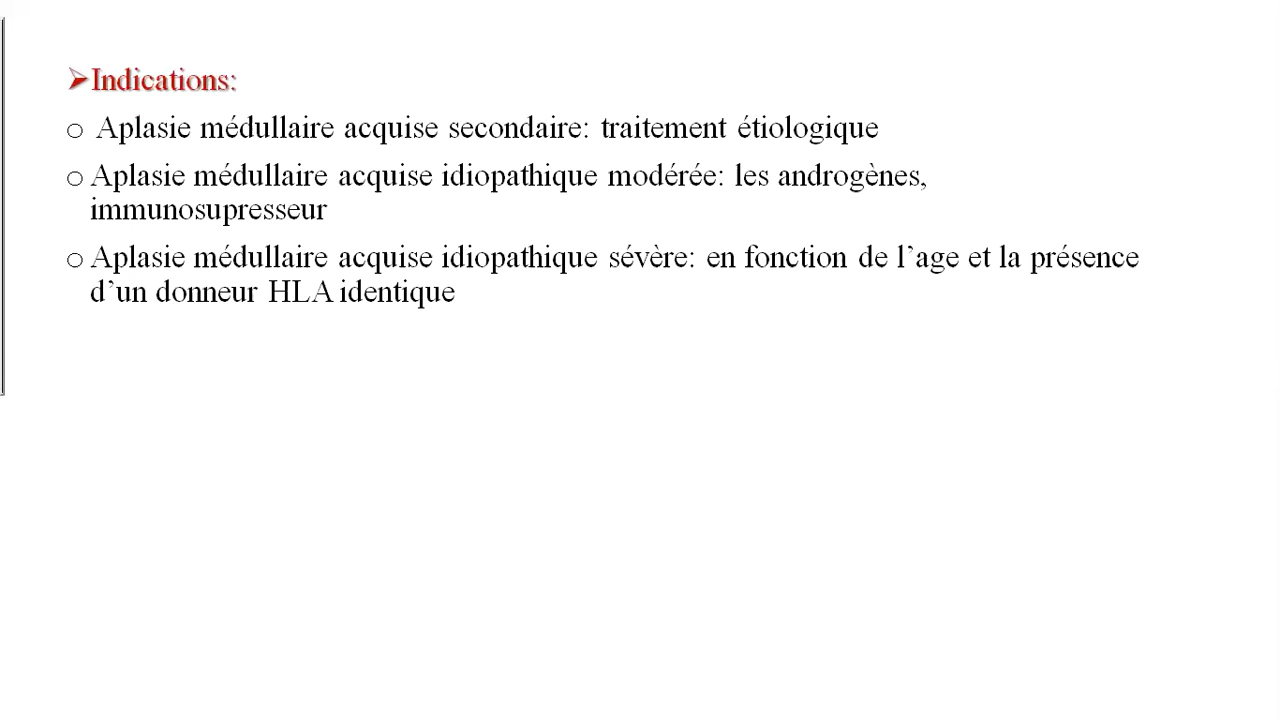 ➢Indications:
o Aplasie médullaire acquise secondaire: traitement étiologique
o Aplasie médullaire acquise idiopathique modérée: les androgènes,
immunosupresseur
o Aplasie médullaire acquise idiopathique sévère: en fonction de l’age et la présence
d’un donneur HLA identique